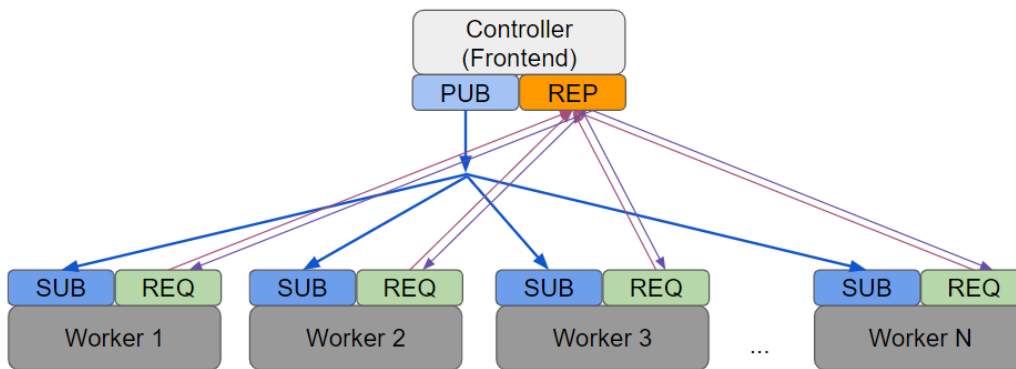 Controller
(Frontend)
PUB REP
SUB REQ SUB REQ SUB REQ SUB REQ
Worker 1 Worker 2 Worker 3 ... Worker N